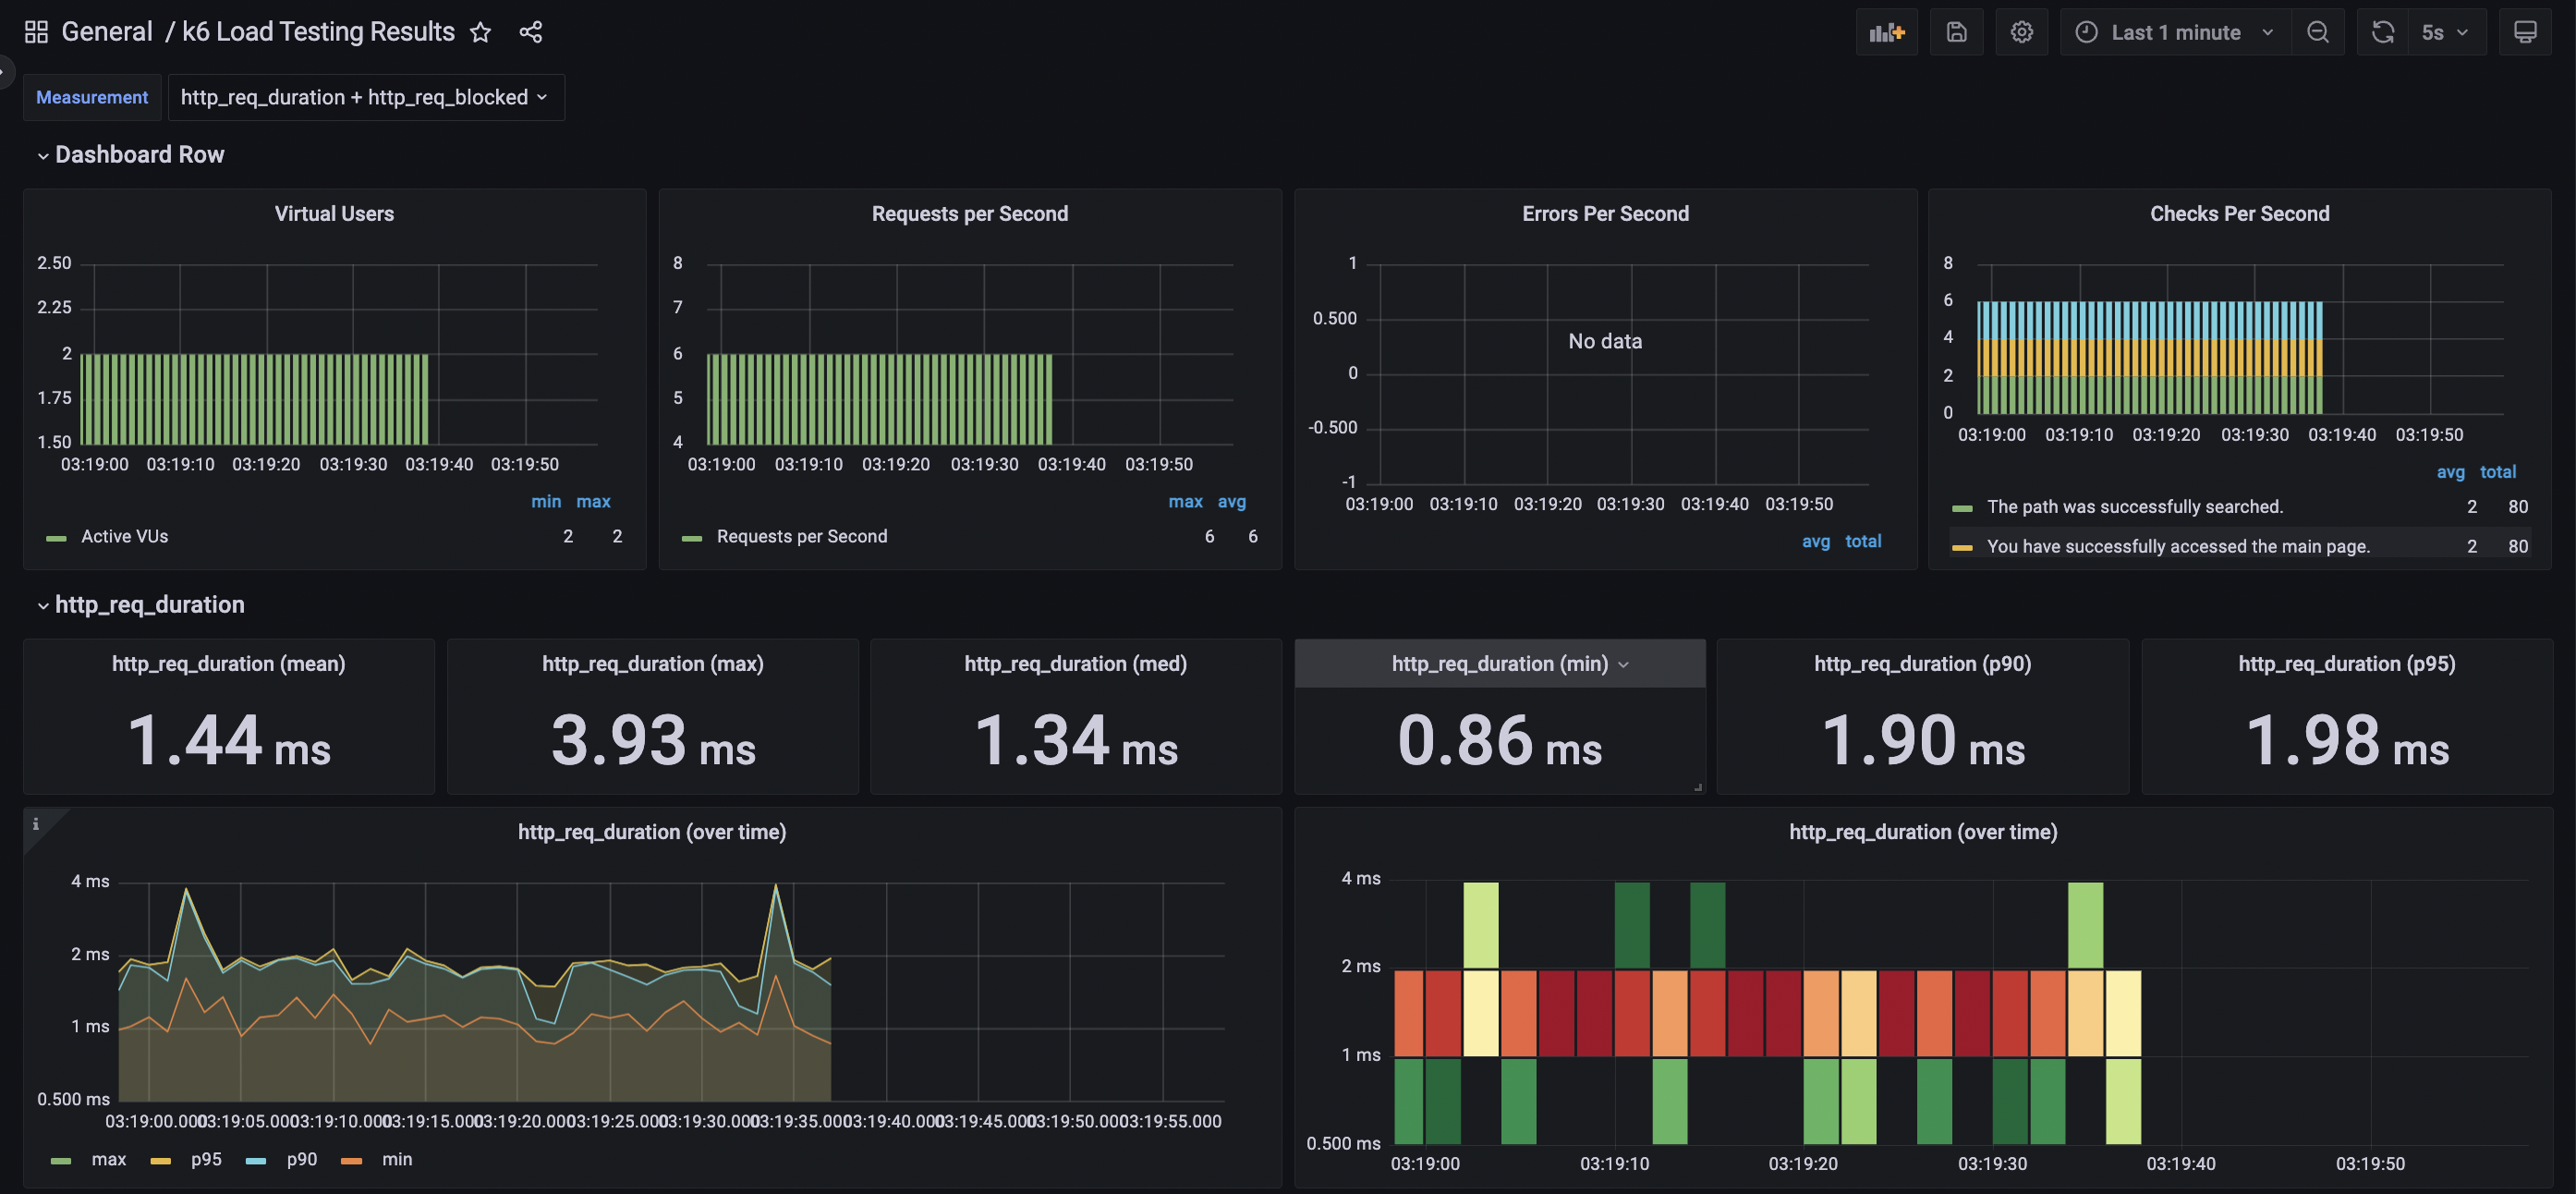 General / k6 Load Testing Results
Last 1 minute
5s
Measurement
http_req_duration + http_req_blocked
Dashboard Row
Virtual Users
2.50
2.25
2
1.75
1.50
03:19:00 03:19:10 03:19:20 03:19:30 03:19:40 03:19:50
min max
Active VUs 2 2
Requests per Second
8
7
6
5
4
03:19:00 03:19:10 03:19:20 03:19:30 03:19:40 03:19:50
max avg
Requests per Second 6 6
Errors Per Second
1
0.500
No data
0
-0.500
-1
03:19:00 03:19:10 03:19:20 03:19:30 03:19:40 03:19:50
avg total
Checks Per Second
8
6
4
2
0
03:19:00 03:19:10 03:19:20 03:19:30 03:19:40 03:19:50
avg total
The path was successfully searched. 2 80
You have successfully accessed the main page. 2 80
http_req_duration
http_req_duration (mean)
1.44 ms
http_req_duration (max)
3.93 ms
http_req_duration (med)
1.34 ms
http_req_duration (min)
0.86 ms
http_req_duration (p90)
1.90 ms
http_req_duration (p95)
1.98 ms
i
http_req_duration (over time)
4 ms
2 ms
1 ms
0.500 ms
03:19:00.000 03:19:05.000 03:19:10.000 03:19:15.000 03:19:20.000 03:19:25.000 03:19:30.000 03:19:35.000 03:19:40.000 03:19:45.000 03:19:50.000 03:19:55.000
max p95 p90 min
http_req_duration (over time)
4 ms
2 ms
1 ms
0.500 ms
03:19:00 03:19:10 03:19:20 03:19:30 03:19:40 03:19:50